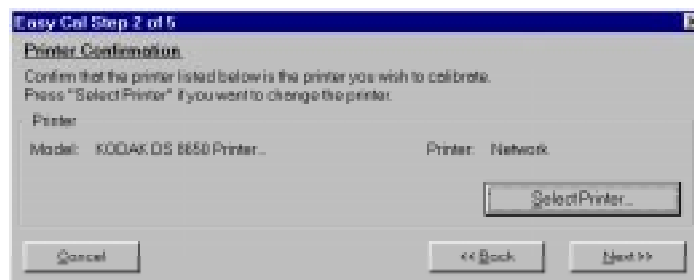 Easy Cal Step 2 of 5
Printer Confirmation
Confirm that the printer listed below is the printer you wish to calibrate.
Press "Select Printer" if you want to change the printer.
Printer
Model: KODAK DS 8650 Printer... Printer: Network
Select Printer...
Cancel << Back Next >>